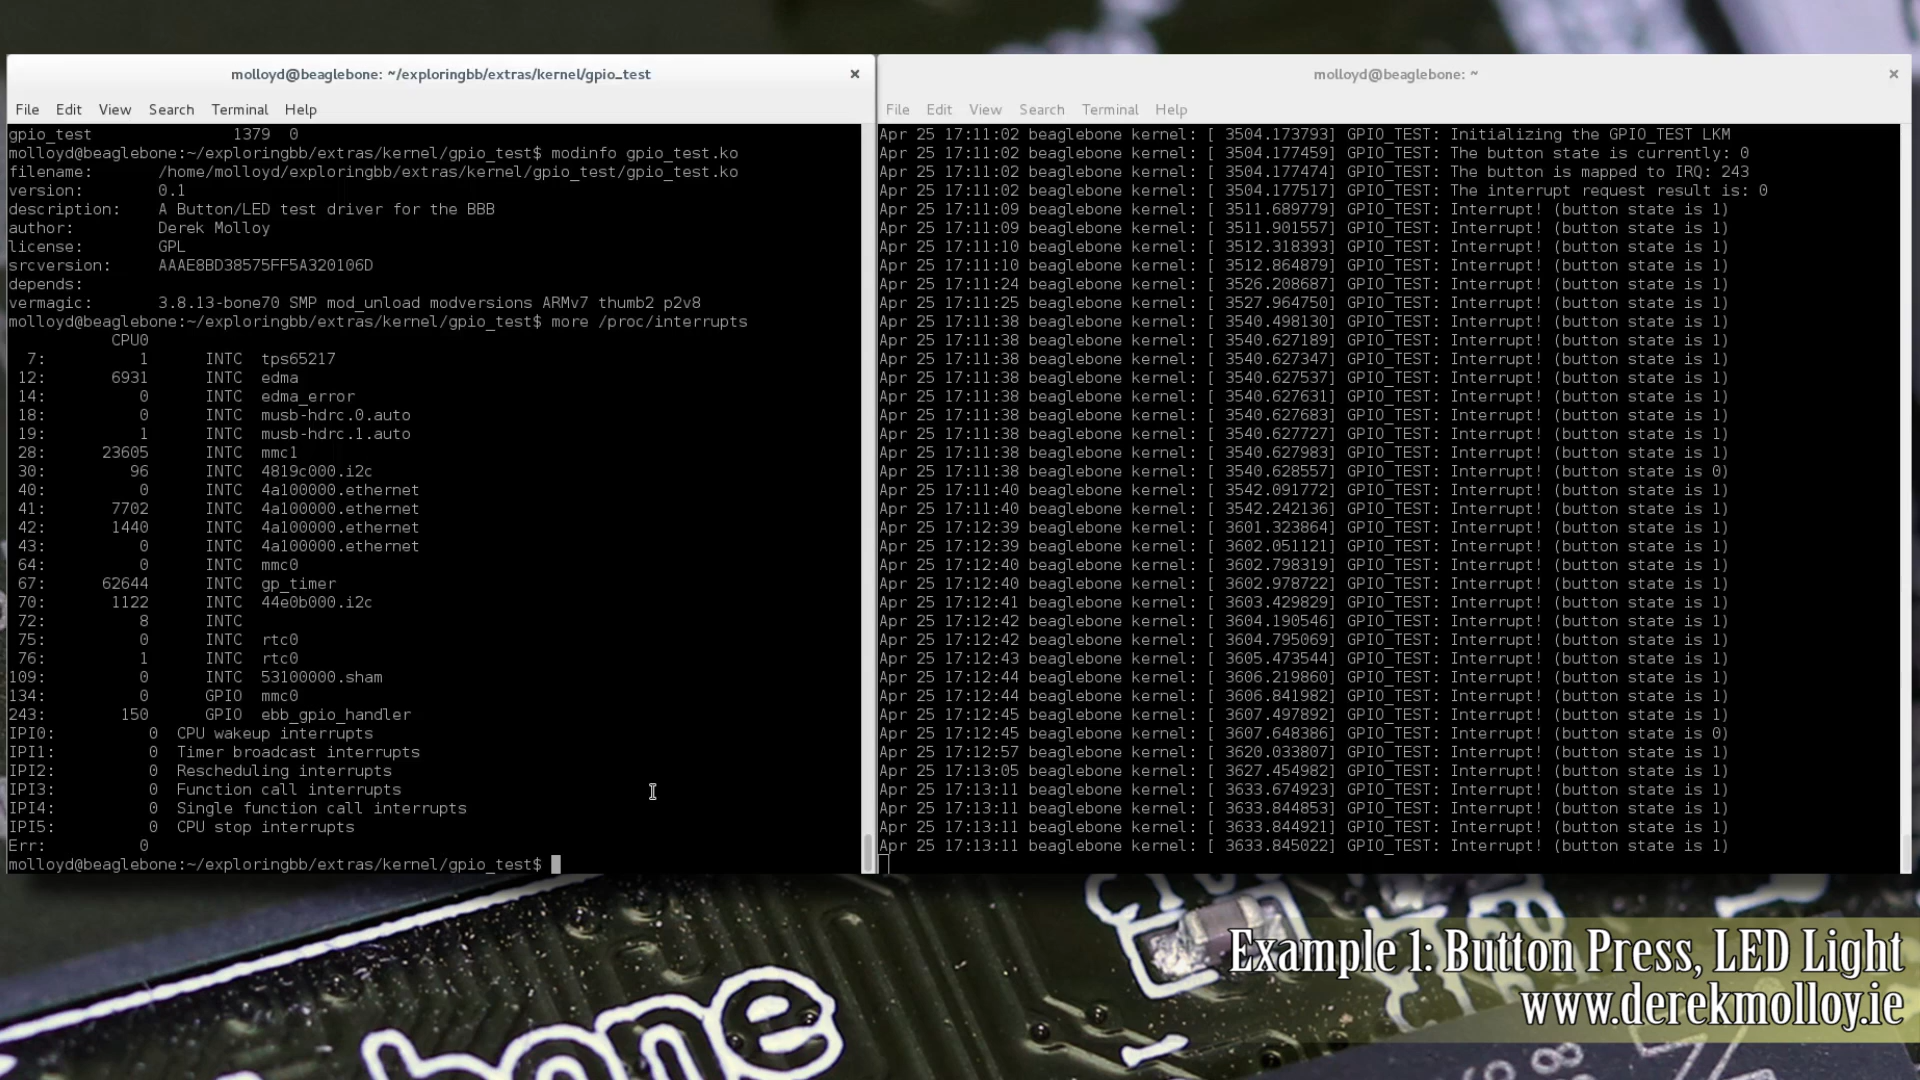 molloyd@beaglebone: ~/exploringbb/extras/kernel/gpio_test
File Edit View Search Terminal Help
gpio_test 1379 0
molloyd@beaglebone:~/exploringbb/extras/kernel/gpio_test$ modinfo gpio_test.ko
filename: /home/molloyd/exploringbb/extras/kernel/gpio_test/gpio_test.ko
version: 0.1
description: A Button/LED test driver for the BBB
author: Derek Molloy
license: GPL
srcversion: AAAE8BD38575FF5A320106D
depends:
vermagic: 3.8.13-bone70 SMP mod_unload modversions ARMv7 thumb2 p2v8
molloyd@beaglebone:~/exploringbb/extras/kernel/gpio_test$ more /proc/interrupts
CPU0
7: 1 INTC tps65217
12: 6931 INTC edma
14: 0 INTC edma_error
18: 0 INTC musb-hdrc.0.auto
19: 1 INTC musb-hdrc.1.auto
28: 23605 INTC mmc1
30: 96 INTC 4819c000.i2c
40: 0 INTC 4a100000.ethernet
41: 7702 INTC 4a100000.ethernet
42: 1440 INTC 4a100000.ethernet
43: 0 INTC 4a100000.ethernet
64: 0 INTC mmc0
67: 62644 INTC gp_timer
70: 1122 INTC 44e0b000.i2c
72: 8 INTC
75: 0 INTC rtc0
76: 1 INTC rtc0
109: 0 INTC 53100000.sham
134: 0 GPIO mmc0
243: 150 GPIO ebb_gpio_handler
IPI0: 0 CPU wakeup interrupts
IPI1: 0 Timer broadcast interrupts
IPI2: 0 Rescheduling interrupts
IPI3: 0 Function call interrupts
IPI4: 0 Single function call interrupts
IPI5: 0 CPU stop interrupts
Err: 0
molloyd@beaglebone:~/exploringbb/extras/kernel/gpio_test$
molloyd@beaglebone: ~
File Edit View Search Terminal Help
Apr 25 17:11:02 beaglebone kernel: [ 3504.173793] GPIO_TEST: Initializing the GPIO_TEST LKM
Apr 25 17:11:02 beaglebone kernel: [ 3504.177459] GPIO_TEST: The button state is currently: 0
Apr 25 17:11:02 beaglebone kernel: [ 3504.177474] GPIO_TEST: The button is mapped to IRQ: 243
Apr 25 17:11:02 beaglebone kernel: [ 3504.177517] GPIO_TEST: The interrupt request result is: 0
Apr 25 17:11:09 beaglebone kernel: [ 3511.689779] GPIO_TEST: Interrupt! (button state is 1)
Apr 25 17:11:09 beaglebone kernel: [ 3511.901557] GPIO_TEST: Interrupt! (button state is 1)
Apr 25 17:11:10 beaglebone kernel: [ 3512.318393] GPIO_TEST: Interrupt! (button state is 1)
Apr 25 17:11:10 beaglebone kernel: [ 3512.864879] GPIO_TEST: Interrupt! (button state is 1)
Apr 25 17:11:24 beaglebone kernel: [ 3526.208687] GPIO_TEST: Interrupt! (button state is 1)
Apr 25 17:11:25 beaglebone kernel: [ 3527.964750] GPIO_TEST: Interrupt! (button state is 1)
Apr 25 17:11:38 beaglebone kernel: [ 3540.498130] GPIO_TEST: Interrupt! (button state is 1)
Apr 25 17:11:38 beaglebone kernel: [ 3540.627189] GPIO_TEST: Interrupt! (button state is 1)
Apr 25 17:11:38 beaglebone kernel: [ 3540.627347] GPIO_TEST: Interrupt! (button state is 1)
Apr 25 17:11:38 beaglebone kernel: [ 3540.627537] GPIO_TEST: Interrupt! (button state is 1)
Apr 25 17:11:38 beaglebone kernel: [ 3540.627631] GPIO_TEST: Interrupt! (button state is 1)
Apr 25 17:11:38 beaglebone kernel: [ 3540.627683] GPIO_TEST: Interrupt! (button state is 1)
Apr 25 17:11:38 beaglebone kernel: [ 3540.627727] GPIO_TEST: Interrupt! (button state is 1)
Apr 25 17:11:38 beaglebone kernel: [ 3540.627983] GPIO_TEST: Interrupt! (button state is 1)
Apr 25 17:11:38 beaglebone kernel: [ 3540.628557] GPIO_TEST: Interrupt! (button state is 0)
Apr 25 17:11:40 beaglebone kernel: [ 3542.091772] GPIO_TEST: Interrupt! (button state is 1)
Apr 25 17:11:40 beaglebone kernel: [ 3542.242136] GPIO_TEST: Interrupt! (button state is 1)
Apr 25 17:12:39 beaglebone kernel: [ 3601.323864] GPIO_TEST: Interrupt! (button state is 1)
Apr 25 17:12:39 beaglebone kernel: [ 3602.051121] GPIO_TEST: Interrupt! (button state is 1)
Apr 25 17:12:40 beaglebone kernel: [ 3602.798319] GPIO_TEST: Interrupt! (button state is 1)
Apr 25 17:12:40 beaglebone kernel: [ 3602.978722] GPIO_TEST: Interrupt! (button state is 1)
Apr 25 17:12:41 beaglebone kernel: [ 3603.429829] GPIO_TEST: Interrupt! (button state is 1)
Apr 25 17:12:42 beaglebone kernel: [ 3604.190546] GPIO_TEST: Interrupt! (button state is 1)
Apr 25 17:12:42 beaglebone kernel: [ 3604.795069] GPIO_TEST: Interrupt! (button state is 1)
Apr 25 17:12:43 beaglebone kernel: [ 3605.473544] GPIO_TEST: Interrupt! (button state is 1)
Apr 25 17:12:44 beaglebone kernel: [ 3606.219860] GPIO_TEST: Interrupt! (button state is 1)
Apr 25 17:12:44 beaglebone kernel: [ 3606.841982] GPIO_TEST: Interrupt! (button state is 1)
Apr 25 17:12:45 beaglebone kernel: [ 3607.497892] GPIO_TEST: Interrupt! (button state is 1)
Apr 25 17:12:45 beaglebone kernel: [ 3607.648386] GPIO_TEST: Interrupt! (button state is 0)
Apr 25 17:12:57 beaglebone kernel: [ 3620.033807] GPIO_TEST: Interrupt! (button state is 1)
Apr 25 17:13:05 beaglebone kernel: [ 3627.454982] GPIO_TEST: Interrupt! (button state is 1)
Apr 25 17:13:11 beaglebone kernel: [ 3633.674923] GPIO_TEST: Interrupt! (button state is 1)
Apr 25 17:13:11 beaglebone kernel: [ 3633.844853] GPIO_TEST: Interrupt! (button state is 1)
Apr 25 17:13:11 beaglebone kernel: [ 3633.844921] GPIO_TEST: Interrupt! (button state is 1)
Apr 25 17:13:11 beaglebone kernel: [ 3633.845022] GPIO_TEST: Interrupt! (button state is 1)
Example 1: Button Press, LED Light
www.derekmolloy.ie
bone